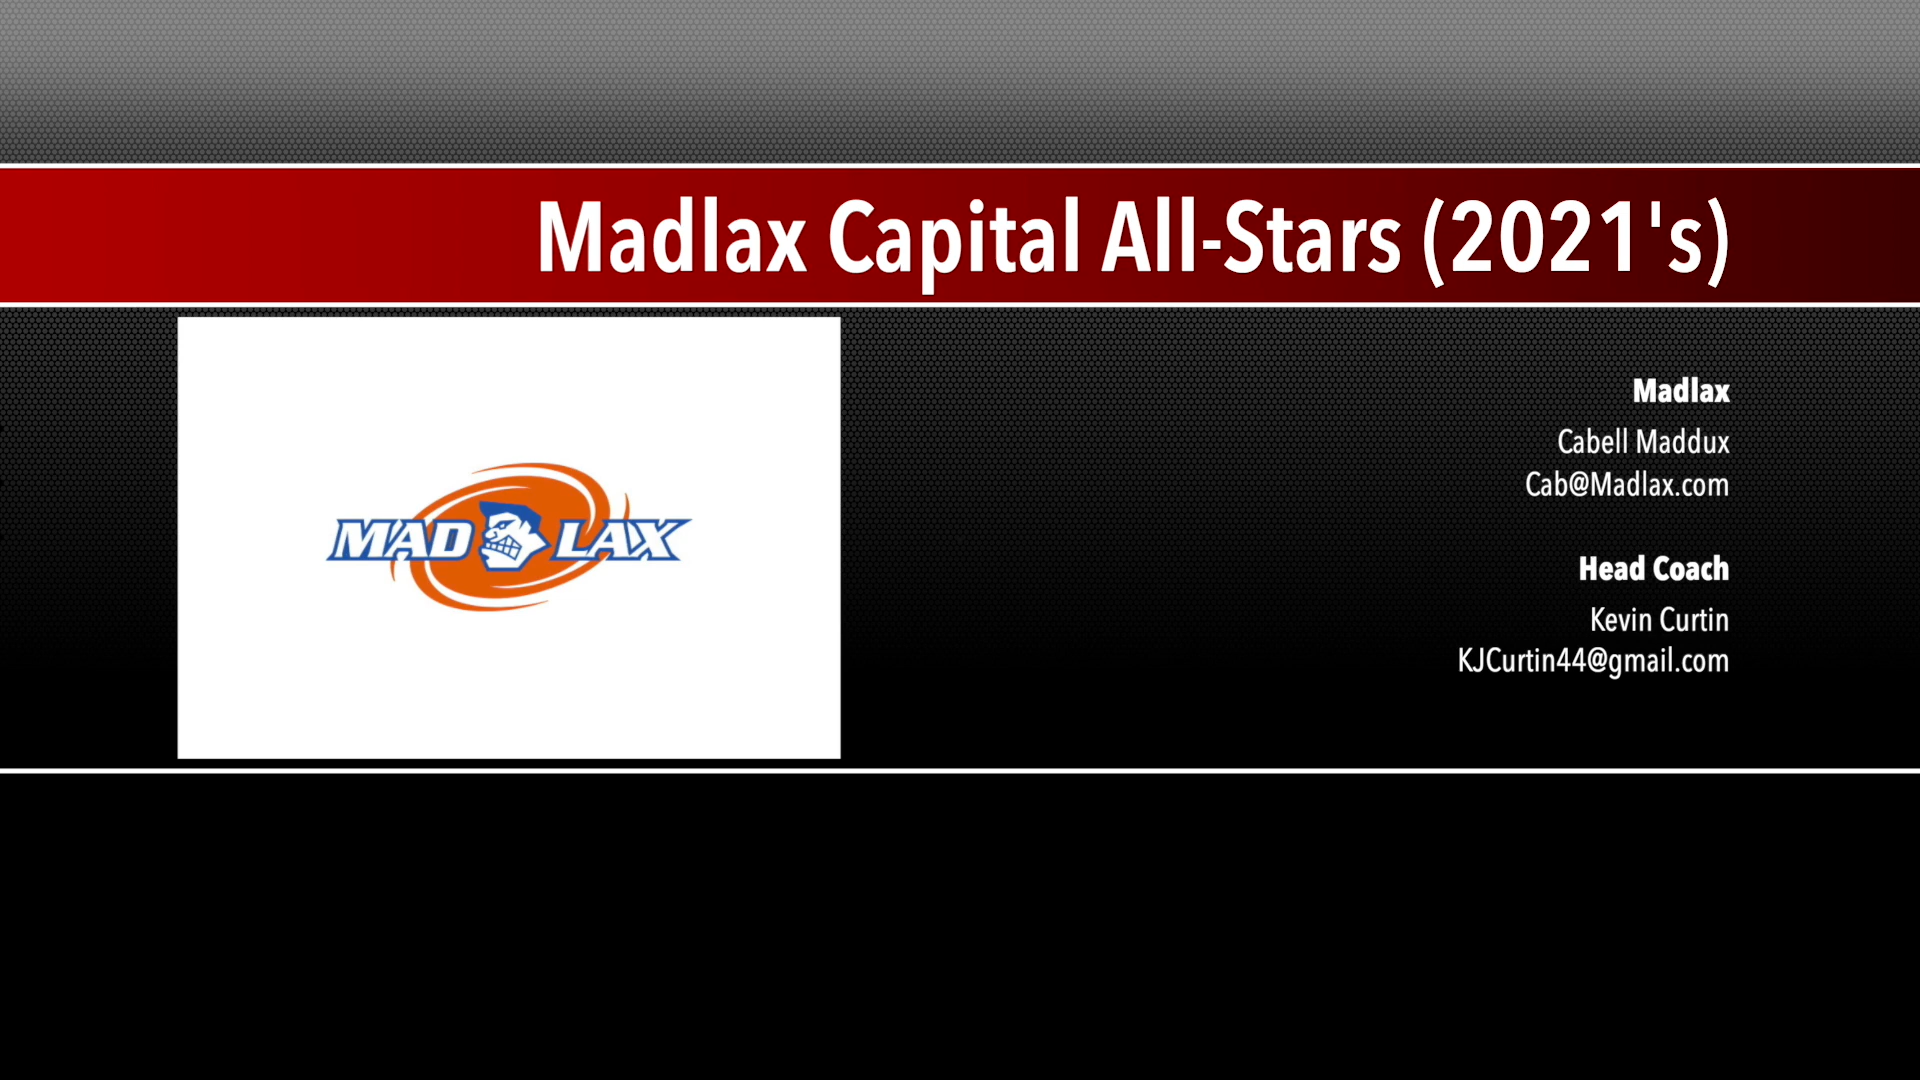 Madlax Capital All-Stars (2021's)
MAD LAX
Madlax
Cabell Maddux
Cab@Madlax.com
Head Coach
Kevin Curtin
KJCurtin44@gmail.com